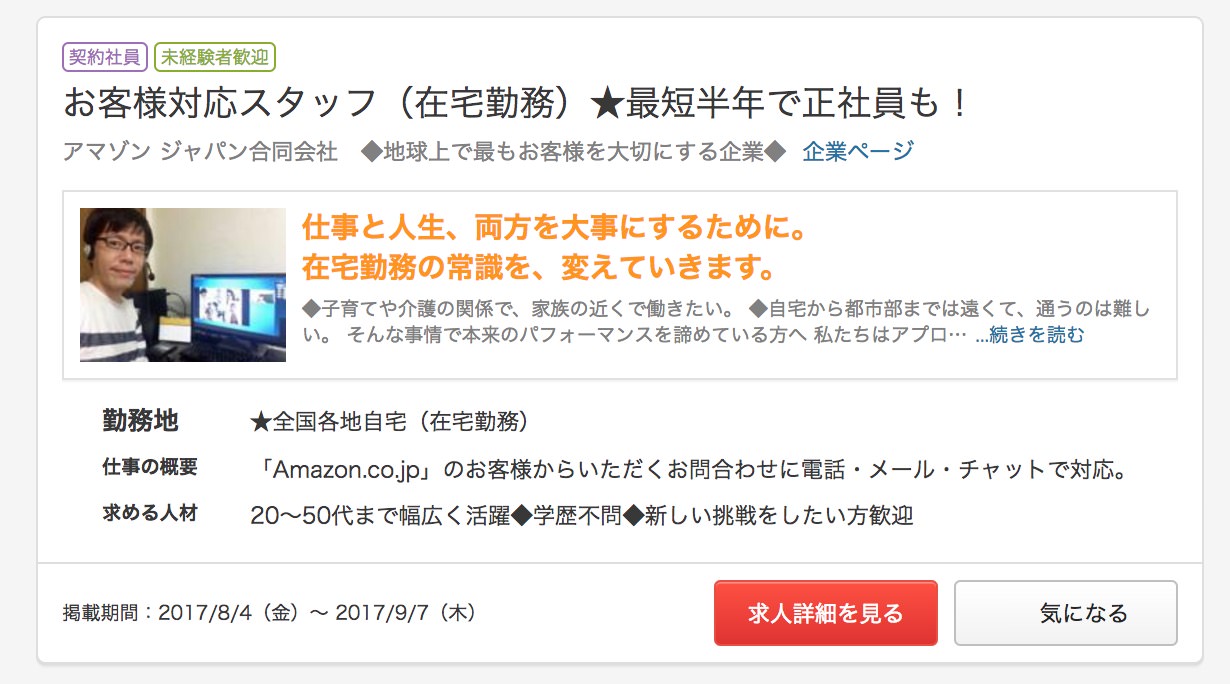 契約社員 未経験者歓迎
お客様対応スタッフ（在宅勤務）★最短半年で正社員も！
アマゾン ジャパン合同会社　◆地球上で最もお客様を大切にする企業◆ 企業ページ
仕事と人生、両方を大事にするために。
在宅勤務の常識を、変えていきます。
◆子育てや介護の関係で、家族の近くで働きたい。 ◆自宅から都市部までは遠くて、通うのは難し
い。 そんな事情で本来のパフォーマンスを諦めている方へ 私たちはアプロ… ...続きを読む
勤務地 ★全国各地自宅（在宅勤務）
仕事の概要 「Amazon.co.jp」のお客様からいただくお問合わせに電話・メール・チャットで対応。
求める人材 20〜50代まで幅広く活躍◆学歴不問◆新しい挑戦をしたい方歓迎
掲載期間：2017/8/4（金）〜 2017/9/7（木） 求人詳細を見る 気になる